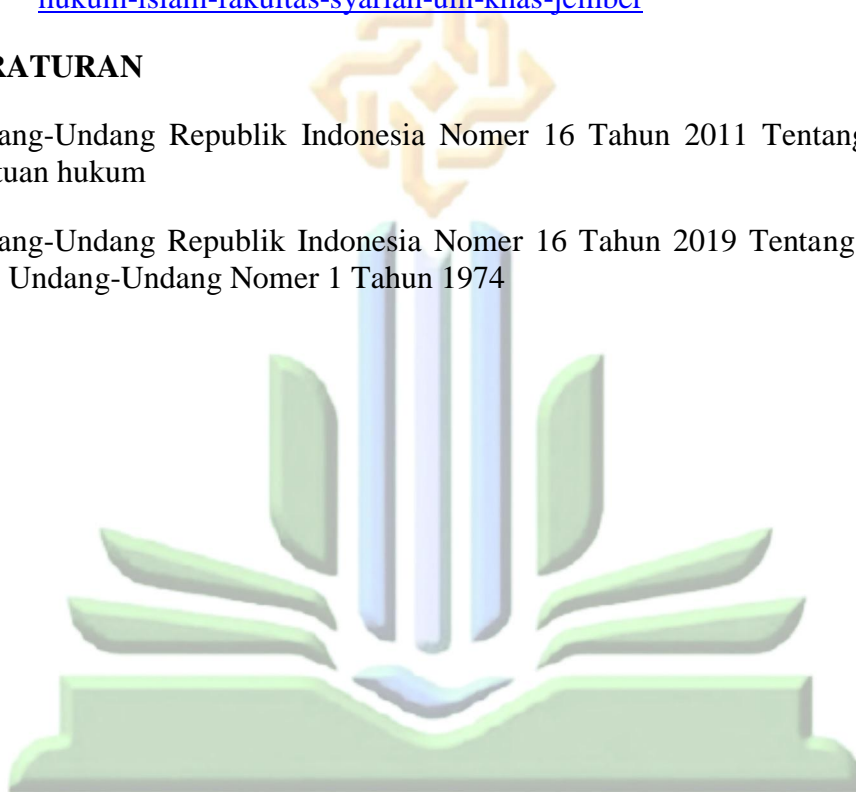 hukum-islam-fakultas-syariah-uin-khas-jember
RATURAN
ang-Undang Republik Indonesia Nomer 16 Tahun 2011 Tentang
tuan hukum
ang-Undang Republik Indonesia Nomer 16 Tahun 2019 Tentang
Undang-Undang Nomer 1 Tahun 1974